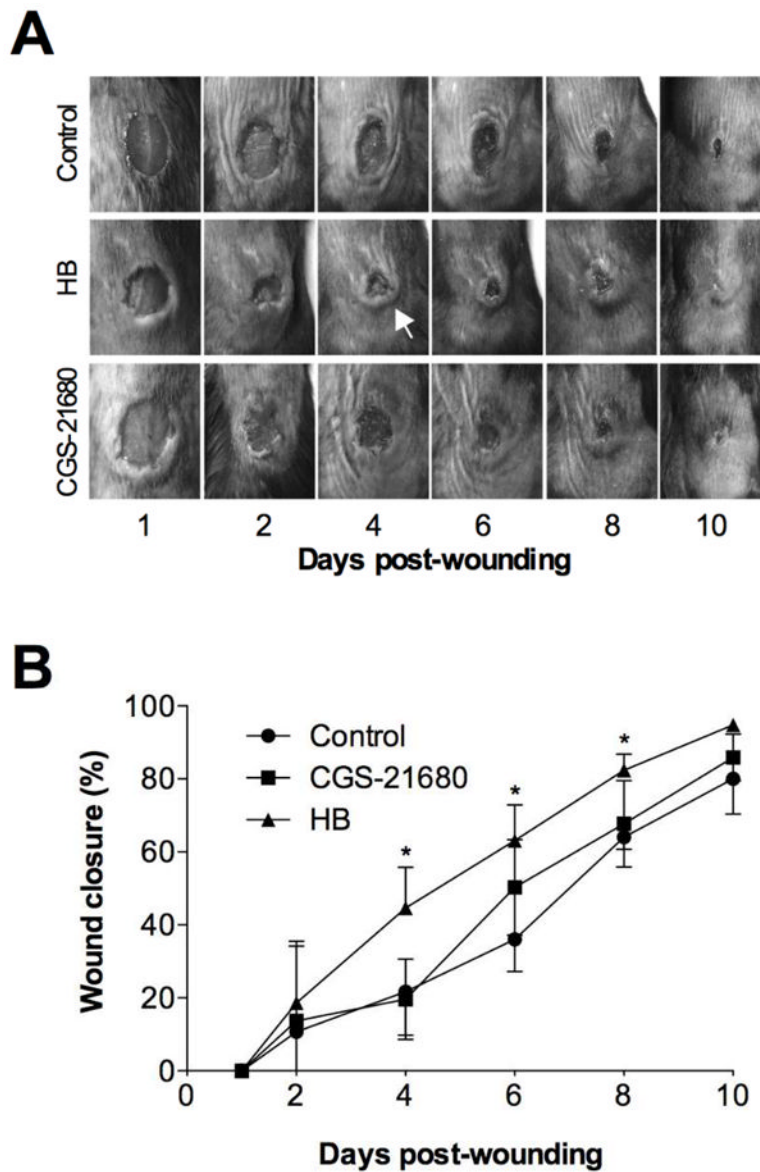 A
Control
HB
CGS-21680
1 2 4 6 8 10
Days post-wounding
B
Wound closure (%)
100
80
60
40
20
0
Control
CGS-21680
HB
*
*
*
0 2 4 6 8 10
Days post-wounding